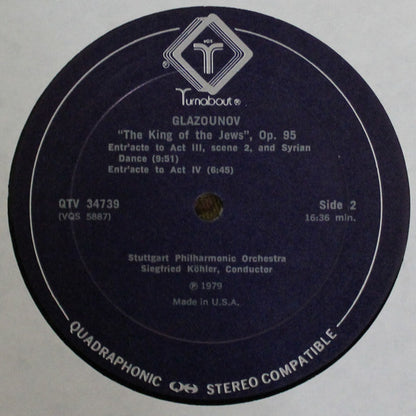 VOX
Turnabout ®
GLAZOUNOV
"The King of the Jews", Op. 95
Entr'acte to Act III, scene 2, and Syrian
Dance (9:51)
Entr'acte to Act IV (6:45)
QTV 34739
(VQS 5887)
Side 2
16:36 min.
Stuttgart Philharmonic Orchestra
Siegfried Köhler, Conductor
℗ 1979
Made in U.S.A.
QUADRAPHONIC QS STEREO COMPATIBLE